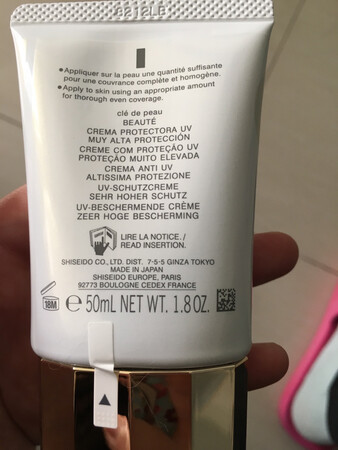 • Appliquer sur la peau une quantité suffisante
pour une couvrance complète et homogène.
• Apply to skin using an appropriate amount
for thorough even coverage.
clé de peau
BEAUTÉ
CREMA PROTECTORA UV
MUY ALTA PROTECCIÓN
CREME COM PROTEÇÃO UV
PROTEÇÃO MUITO ELEVADA
CREMA ANTI UV
ALTISSIMA PROTEZIONE
UV-SCHUTZCREME
SEHR HOHER SCHUTZ
UV-BESCHERMENDE CRÈME
ZEER HOGE BESCHERMING
LIRE LA NOTICE. /
READ INSERTION.
SHISEIDO CO., LTD. DIST. 7-5-5 GINZA TOKYO
MADE IN JAPAN
SHISEIDO EUROPE, PARIS
92773 BOULOGNE CEDEX FRANCE
18M e 50mL NET WT. 1.8 OZ.